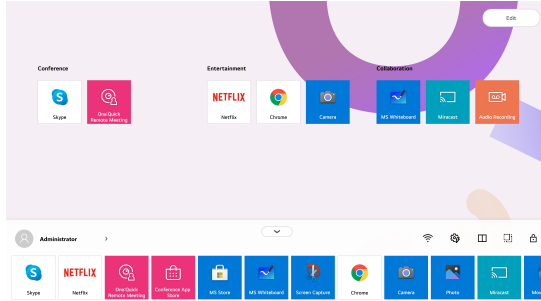 Edit
Conference
Entertainment
Collaboration
S
NETFLIX
Skype
One:Quick
Remote Meeting
Netflix
Chrome
Camera
MS Whiteboard
Miracast
Audio Recording
Administrator
S
NETFLIX
Skype
Netflix
One:Quick
Remote Meeting
Conference App
Store
MS Store
MS Whiteboard
Screen Capture
Chrome
Camera
Photo
Miracast